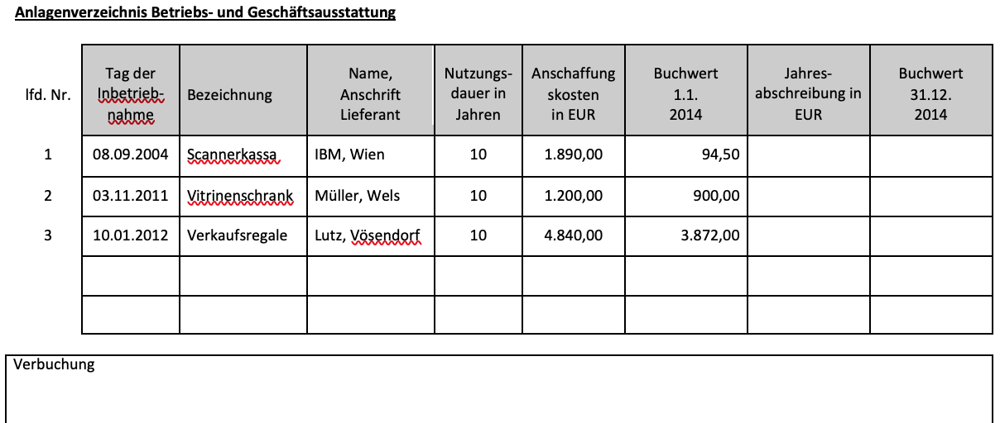 Anlagenverzeichnis Betriebs- und Geschäftsausstattung
lfd. Nr.
Tag der
Inbetrieb-
nahme
Bezeichnung
Name,
Anschrift
Lieferant
Nutzungs-
dauer in
Jahren
Anschaffung
skosten
in EUR
Buchwert
1.1.
2014
Jahres-
abschreibung in
EUR
Buchwert
31.12.
2014
1 08.09.2004 Scannerkassa IBM, Wien 10 1.890,00 94,50
2 03.11.2011 Vitrinenschrank Müller, Wels 10 1.200,00 900,00
3 10.01.2012 Verkaufsregale Lutz, Vösendorf 10 4.840,00 3.872,00
Verbuchung